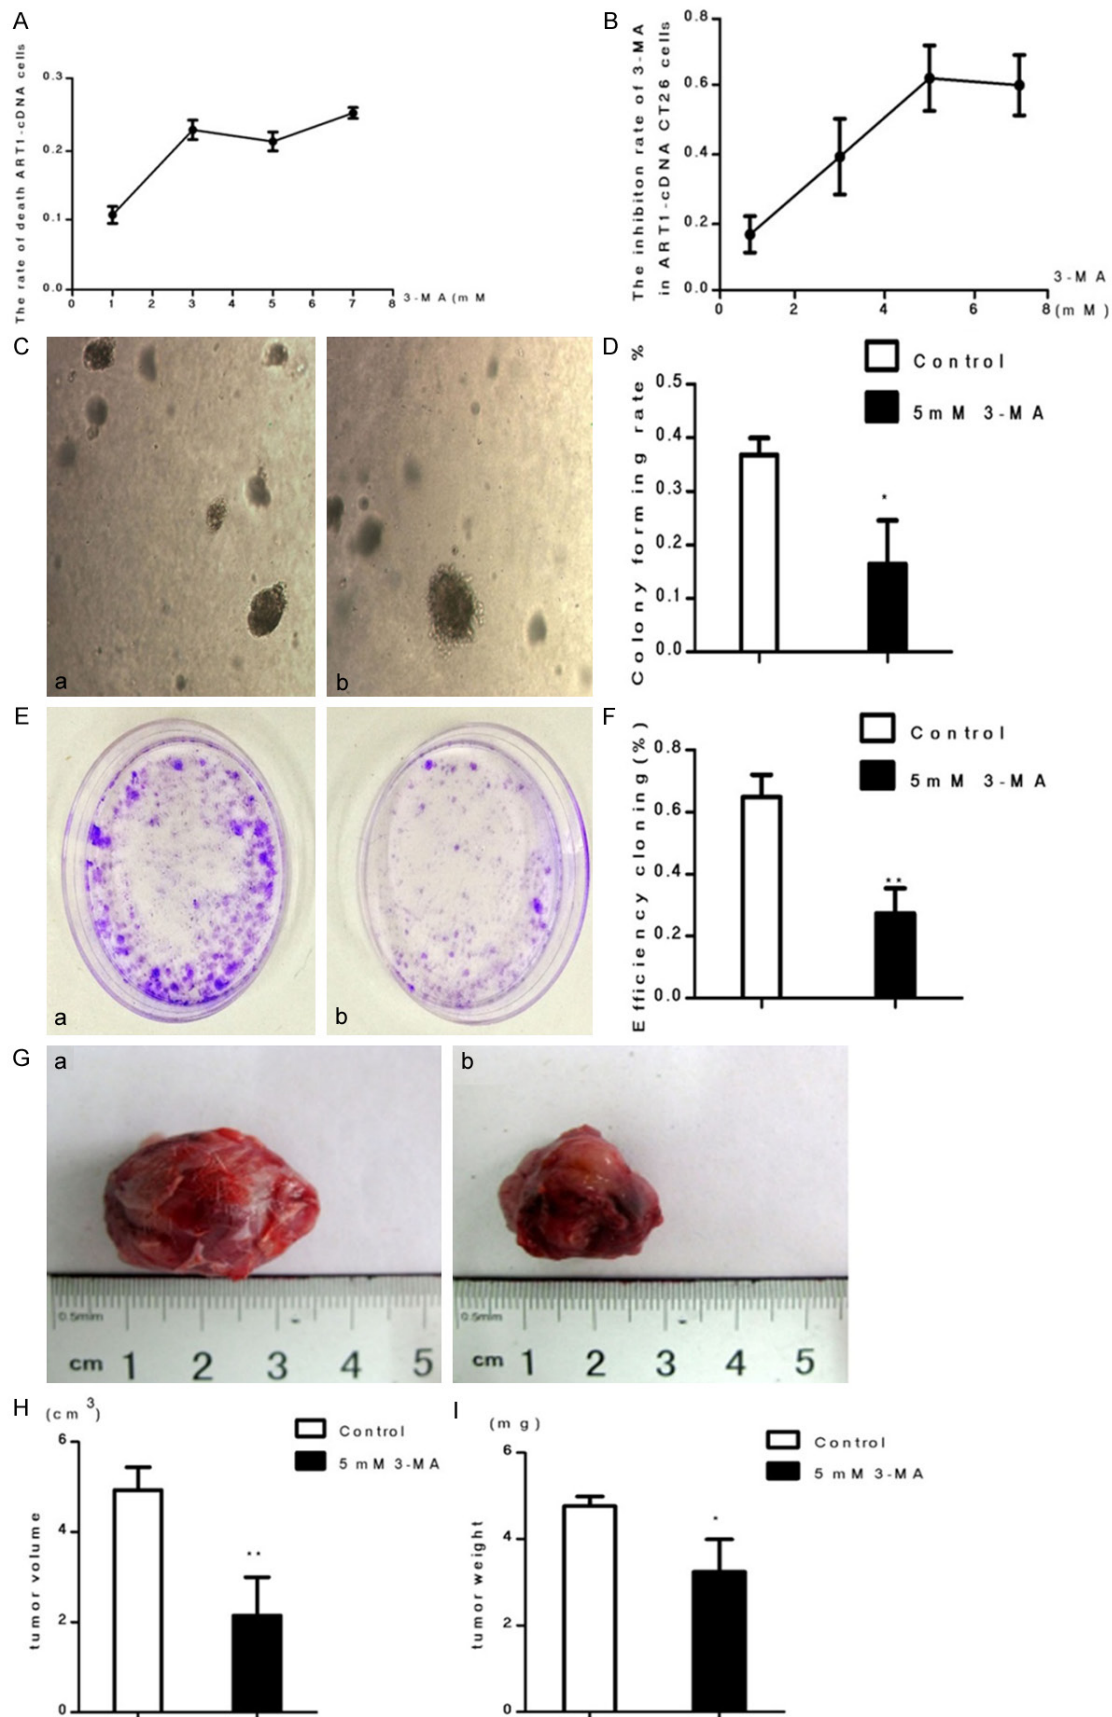 A
The rate of death ART1-cDNA cells
0.3
0.2
0.1
0.0
0 1 2 3 4 5 6 7 8
3-MA (mM
B
The inhibiton rate of 3-MA
in ART1-cDNA CT26 cells
0.8
0.6
0.4
0.2
0.0
0 2 4 6 8
3-MA
(mM)
C
a
b
D
Colony forming rate %
0.5
0.4
0.3
0.2
0.1
0.0
Control
5mM 3-MA
*
E
a
b
F
Efficiency cloning(%)
0.8
0.6
0.4
0.2
0.0
Control
5mM 3-MA
**
G
a
0.5mm
cm 1 2 3 4 5
b
0.5mm
cm 1 2 3 4 5
H
(cm3)
tumor volume
6
4
2
0
Control
5 mM 3-MA
**
I
(mg)
tumor weight
6
4
2
0
Control
5 mM 3-MA
*